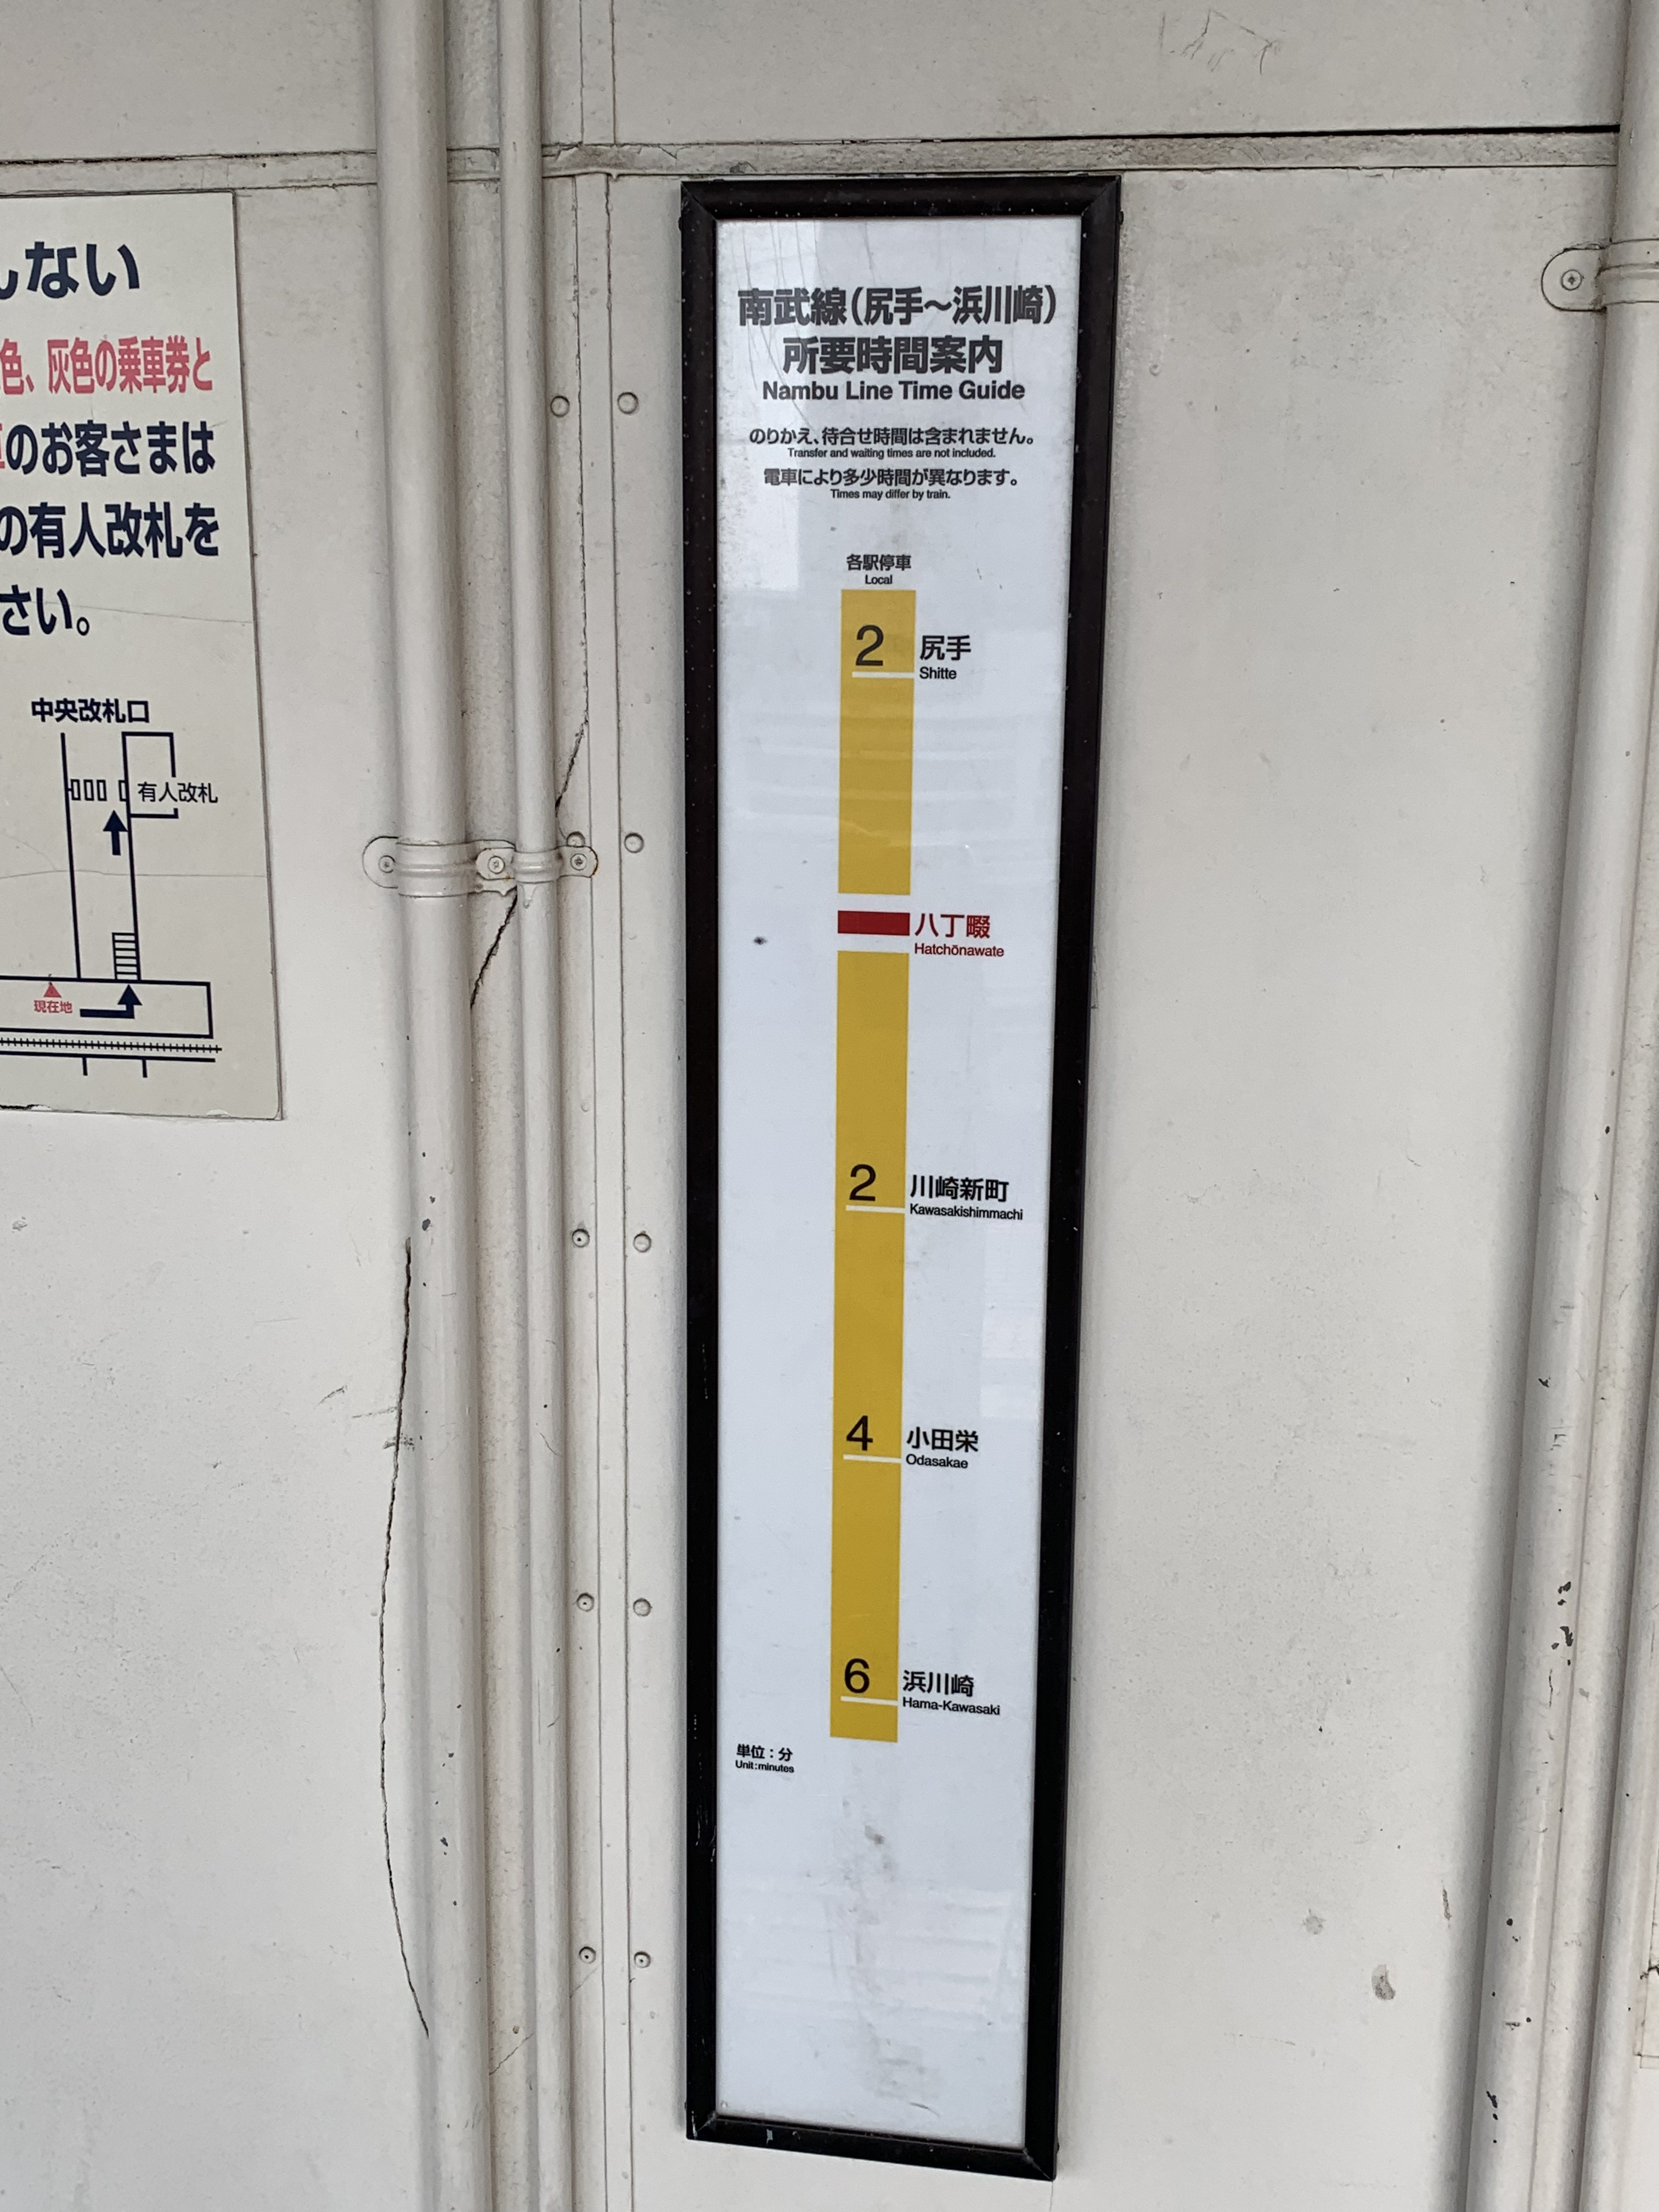 しない
色、灰色の乗車券と
のお客さまは
の有人改札を
さい。
中央改札口
有人改札
現在地
南武線(尻手〜浜川崎)
所要時間案内
Nambu Line Time Guide
のりかえ、待合せ時間は含まれません。
Transfer and waiting times are not included.
電車により多少時間が異なります。
Times may differ by train.
各駅停車
Local
2 尻手
Shitte
八丁畷
Hatchōnawate
2 川崎新町
Kawasakishimmachi
4 小田栄
Odasakae
6 浜川崎
Hama-Kawasaki
単位:分
Unit:minutes